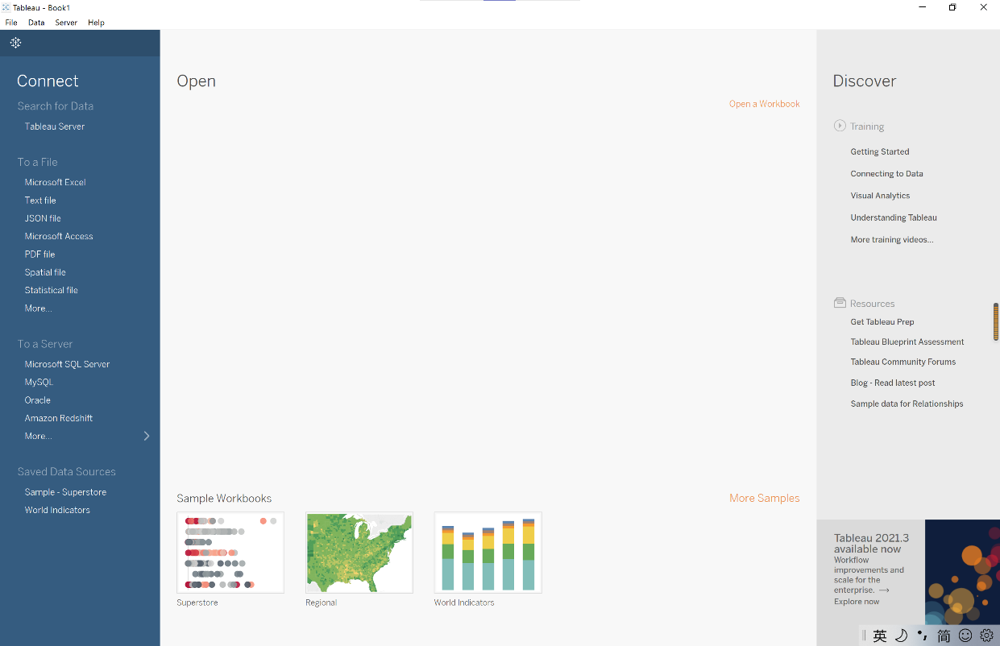 Tableau - Book1
File Data Server Help
Connect
Search for Data
Tableau Server
To a File
Microsoft Excel
Text file
JSON file
Microsoft Access
PDF file
Spatial file
Statistical file
More...
To a Server
Microsoft SQL Server
MySQL
Oracle
Amazon Redshift
More...
Saved Data Sources
Sample - Superstore
World Indicators
Open
Open a Workbook
Sample Workbooks
More Samples
Superstore
Regional
World Indicators
Discover
Training
Getting Started
Connecting to Data
Visual Analytics
Understanding Tableau
More training videos...
Resources
Get Tableau Prep
Tableau Blueprint Assessment
Tableau Community Forums
Blog - Read latest post
Sample data for Relationships
Tableau 2021.3
available now
Workflow
improvements and
scale for the
enterprise. →
Explore now
英 简